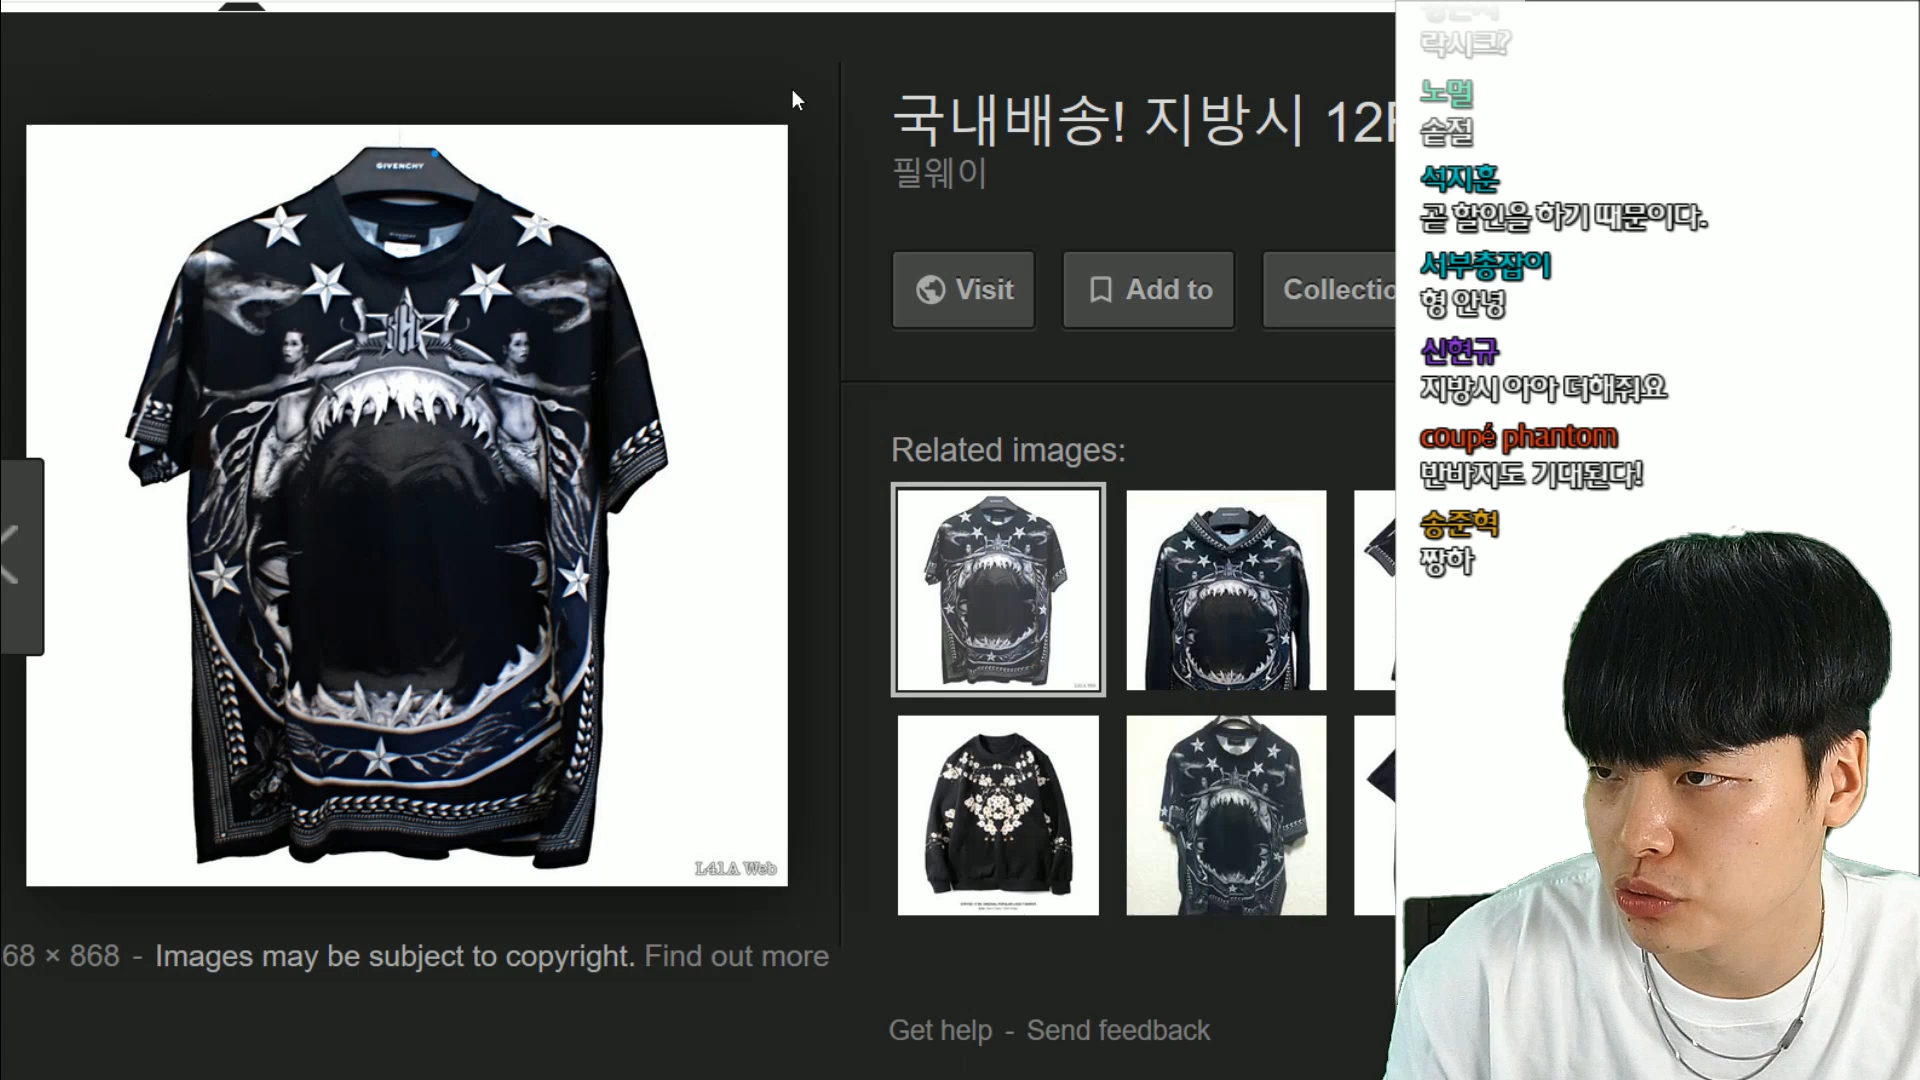 GIVENCHY
L41A Web
68 × 868 - Images may be subject to copyright. Find out more
국내배송! 지방시 12
필웨이
Visit
Add to
Collectio
Related images:
Get help - Send feedback
락시크?
노멀
솥절
석지훈
곧 할인을 하기 때문이다.
서부총잡이
형 안녕
신현규
지방시 아아 더해줘요
coupé phantom
반바지도 기대된다!
송준혁
짱하